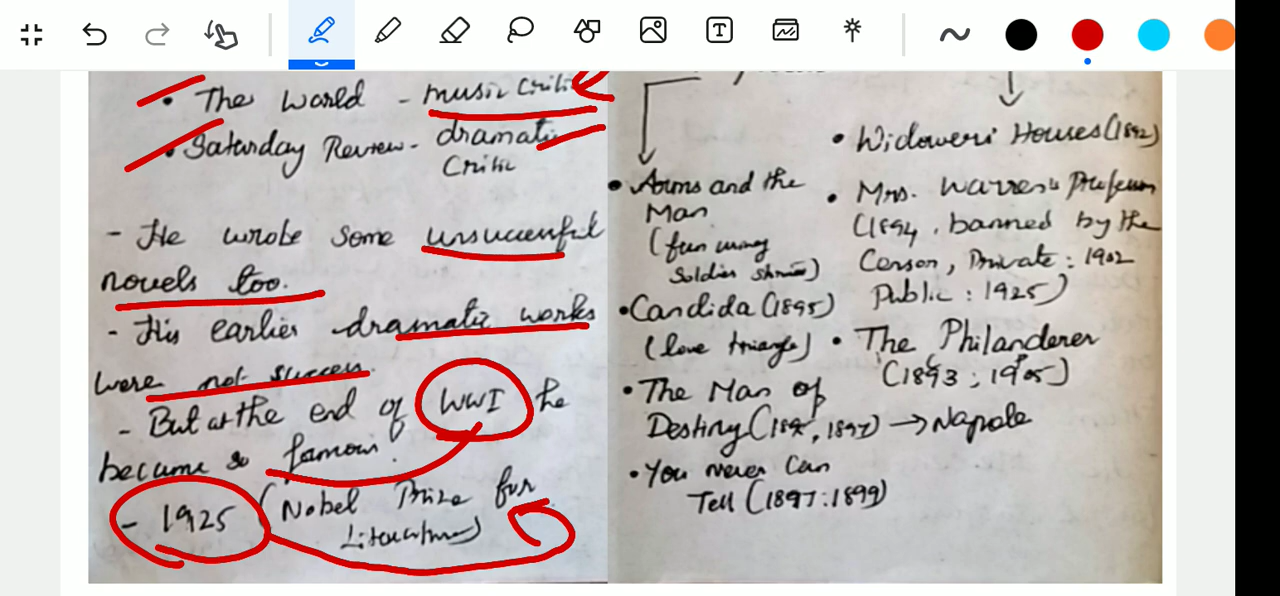 • The World - music Critic
• Saturday Review - dramatic
Critic
- He wrote some unsuccessful
novels too.
- His earlier dramatic works
were not success.
- But at the end of WWI he
became so famous.
- 1925 (Nobel Prize for
Literature)
• Arms and the
Man
(fun
Soldier)
• Candida (1895)
(love triangle)
• The Man of
Destiny (1897) → Napole
• You never Can
Tell (1897:1899)
• Widowers' Houses (1892)
• Mrs. Warren's Profession
(1894, banned by the
Censor, Private: 1902
Public: 1925)
• The Philanderer
(1893; 1905)